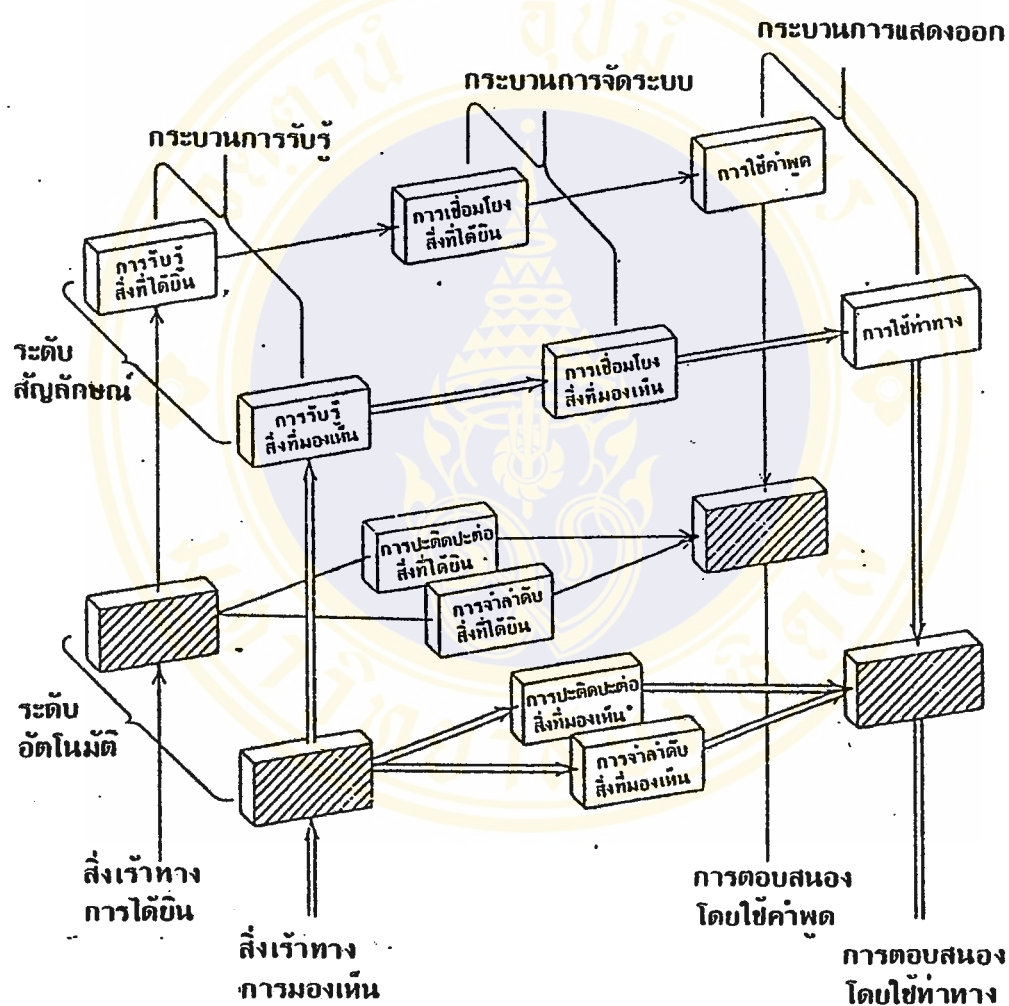 กระบวนการแสดงออก
กระบวนการจัดระบบ
กระบวนการรับรู้
การใช้คำพูด
การเชื่อมโยง
สิ่งที่ได้ยิน
การรับรู้
สิ่งที่ได้ยิน
การใช้ท่าทาง
ระดับ
สัญลักษณ์
การเชื่อมโยง
สิ่งที่มองเห็น
การรับรู้
สิ่งที่มองเห็น
การปะติดปะต่อ
สิ่งที่ได้ยิน
การจำลำดับ
สิ่งที่ได้ยิน
การปะติดปะต่อ
สิ่งที่มองเห็น
ระดับ
อัตโนมัติ
การจำลำดับ
สิ่งที่มองเห็น
สิ่งเร้าทาง
การได้ยิน
การตอบสนอง
โดยใช้คำพูด
สิ่งเร้าทาง
การมองเห็น
การตอบสนอง
โดยใช้ท่าทาง